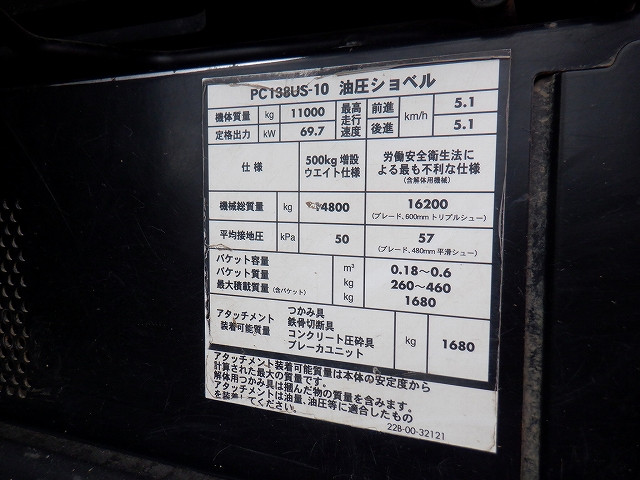 PC138US-10 油圧ショベル
機体質量 kg 11000 最高走行速度 前進 km/h 5.1
定格出力 kW 69.7 後進 5.1
仕様 500kg増設ウエイト仕様 労働安全衛生法による最も不利な仕様(含解体用機械)
機械総質量 kg 4800 16200
(ブレード、600mmトリプルシュー)
平均接地圧 kPa 50 57
(ブレード、480mm平滑シュー)
バケット容量 m³ 0.18～0.6
バケット質量 kg 260～460
最大積載質量(含バケット) kg 1680
アタッチメント装着可能質量 つかみ具 kg 1680
鉄骨切断具
コンクリート圧砕具
ブレーカユニット
アタッチメント装着可能質量は本体の安定度から
計算された最大の質量です。
解体用つかみ具は掴んだ物の質量を含みます。
アタッチメントは油量、油圧等に適合したもの
を装着してください。
22B-00-32121